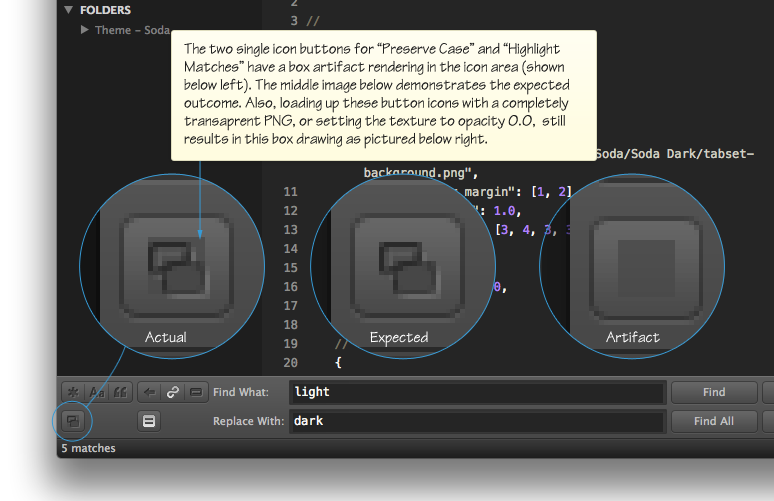 FOLDERS
Theme – Soda
2
3 //
The two single icon buttons for “Preserve Case” and “Highlight
Matches” have a box artifact rendering in the icon area (shown
below left). The middle image below demonstrates the expected
outcome. Also, loading up these button icons with a completely
transaprent PNG, or setting the texture to opacity 0.0, still
results in this box drawing as pictured below right.
Soda/Soda Dark/tabset-
background.png",
11 margin": [1, 2]
12 : 1.0,
13 [3, 4, 3, 3
14
15
16 0,
17
18
19 //
20 {
Actual
Expected
Artifact
Aa
Find What:
light
Find
Replace With:
dark
Find All
5 matches